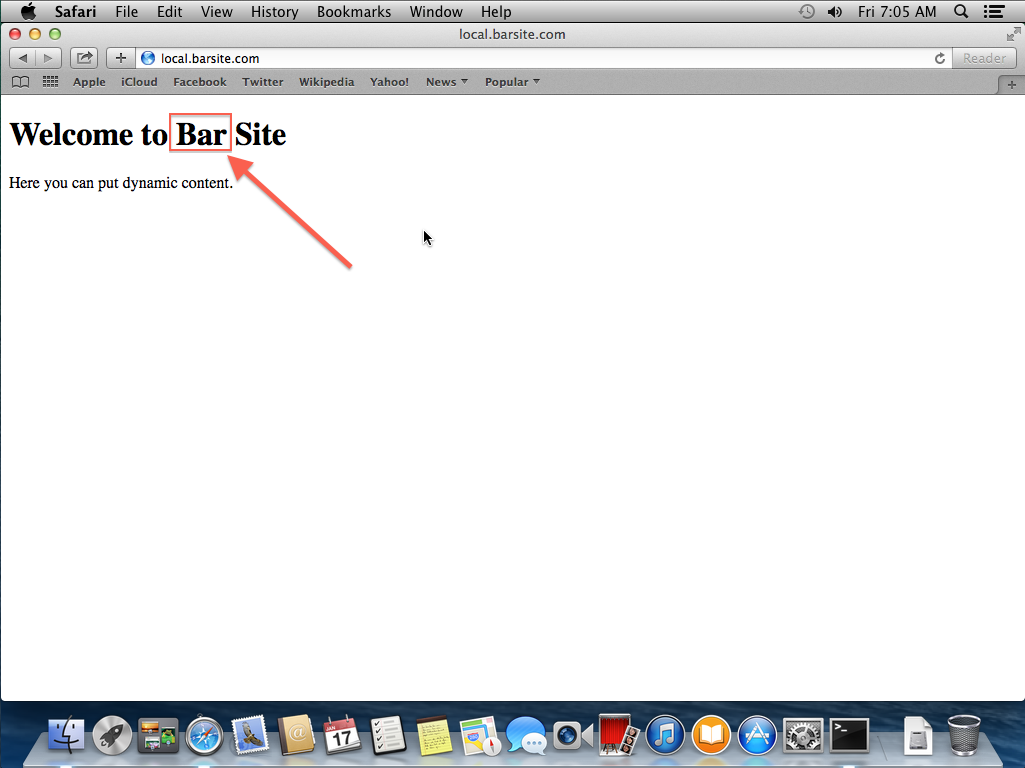 Safari File Edit View History Bookmarks Window Help Fri 7:05 AM
local.barsite.com
local.barsite.com Reader
Apple iCloud Facebook Twitter Wikipedia Yahoo! News Popular
Welcome to Bar Site
Here you can put dynamic content.
JAN
17